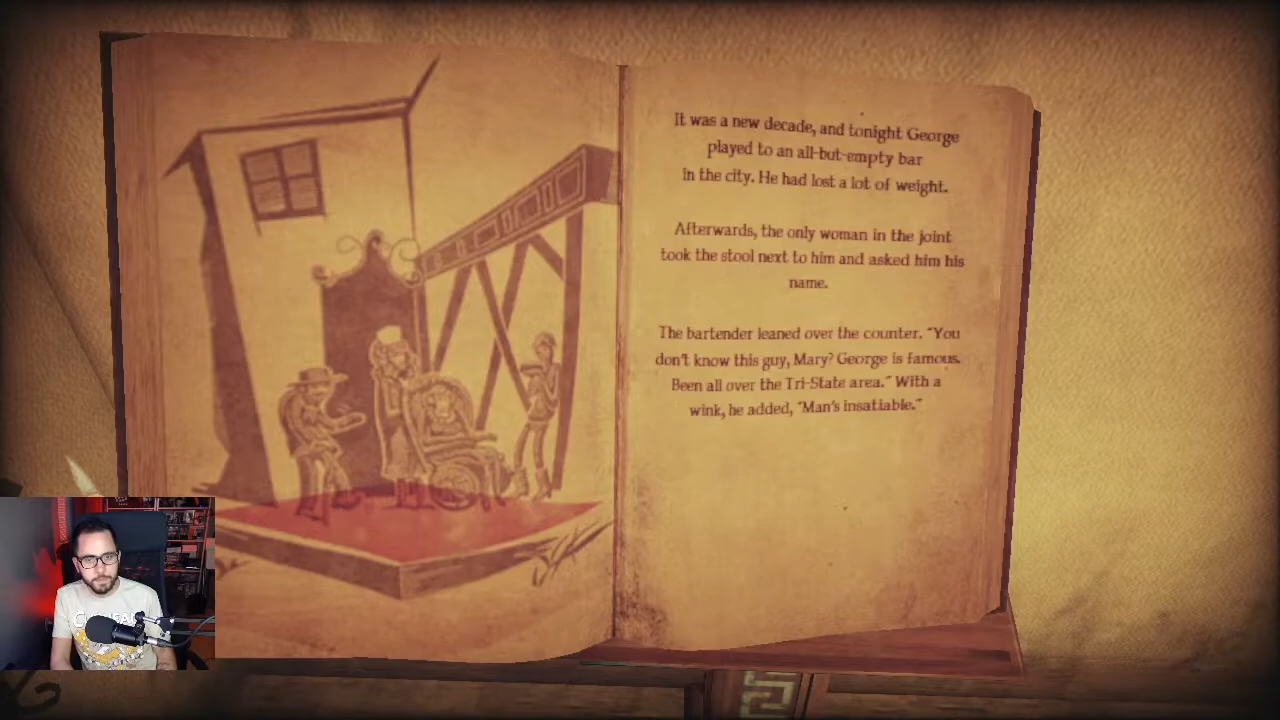 It was a new decade, and tonight George
played to an all-but-empty bar
in the city. He had lost a lot of weight.
Afterwards, the only woman in the joint
took the stool next to him and asked him his
name.
The bartender leaned over the counter. "You
don't know this guy, Mary? George is famous.
Been all over the Tri-State area." With a
wink, he added, "Man's insatiable."